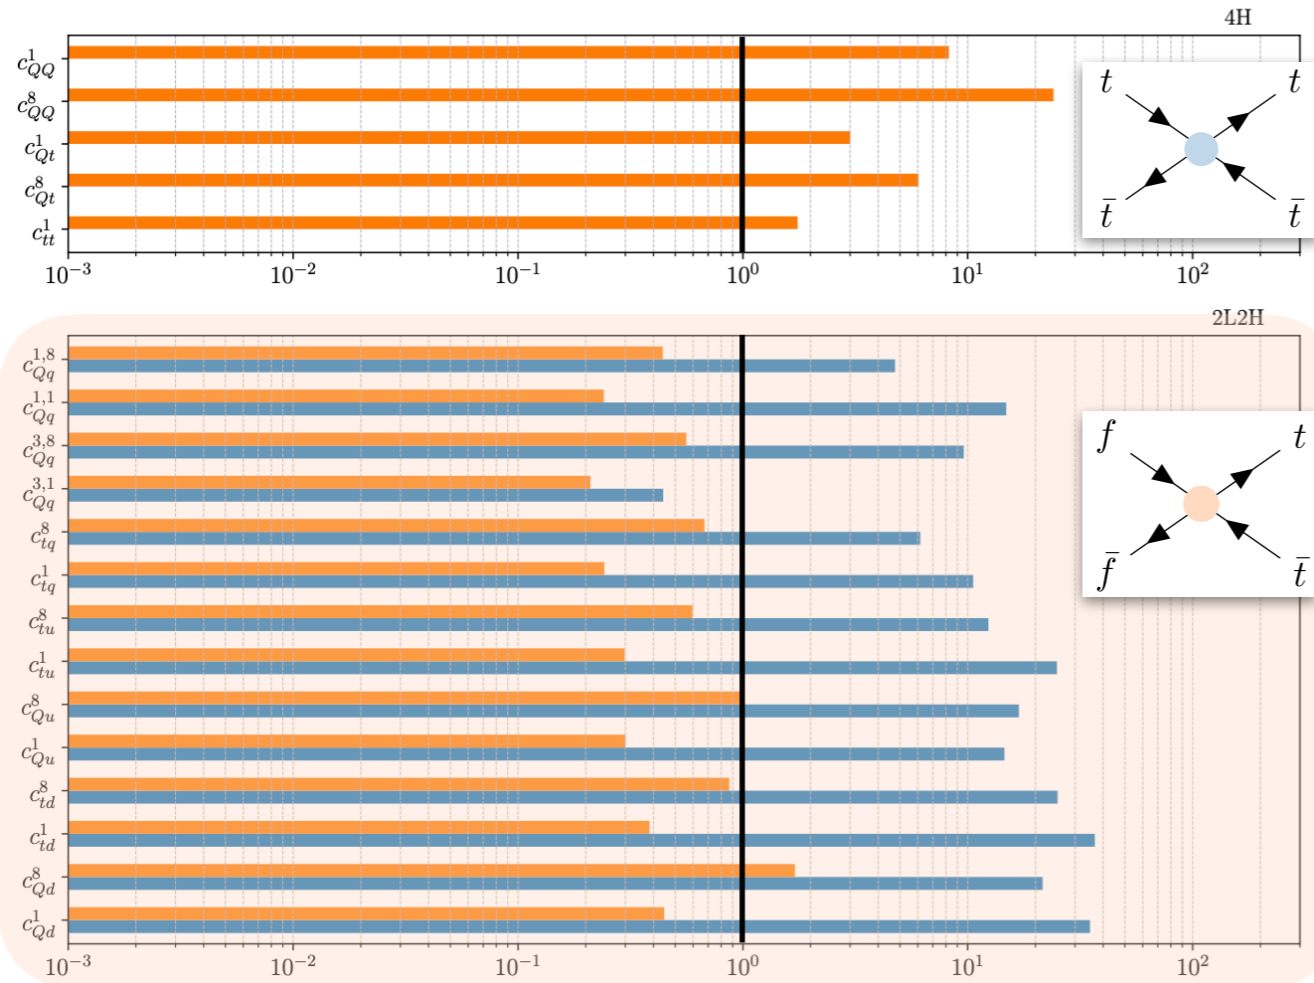 4H
c^1_{QQ}
c^8_{QQ}
c^1_{Qt}
c^8_{Qt}
c^1_{tt}
t t
t̄ t̄
10^{-3} 10^{-2} 10^{-1} 10^0 10^1 10^2
2L2H
c^{1,8}_{Qq}
c^{1,1}_{Qq}
c^{3,8}_{Qq}
c^{3,1}_{Qq}
c^8_{tq}
c^1_{tq}
c^8_{tu}
c^1_{tu}
c^8_{Qu}
c^1_{Qu}
c^8_{td}
c^1_{td}
c^8_{Qd}
c^1_{Qd}
f t
f̄ t̄
10^{-3} 10^{-2} 10^{-1} 10^0 10^1 10^2